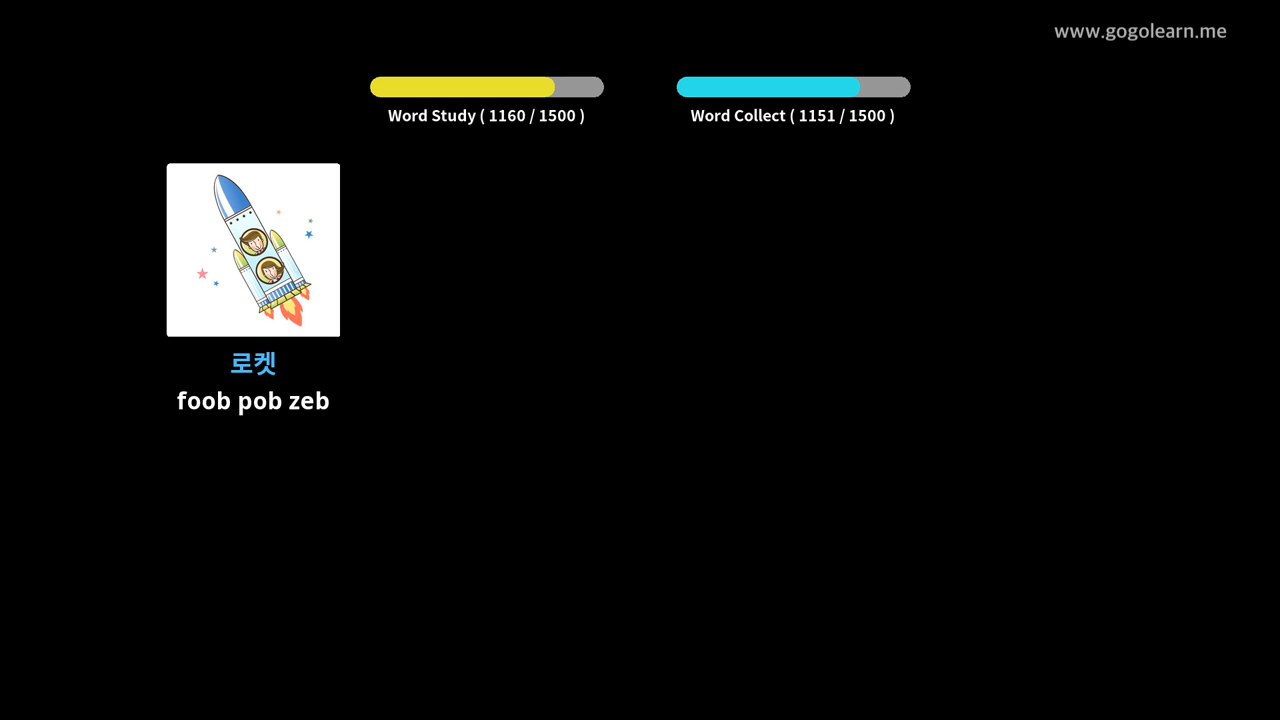 www.gogolearn.me
Word Study ( 1160 / 1500 )
Word Collect ( 1151 / 1500 )
로켓
foob pob zeb